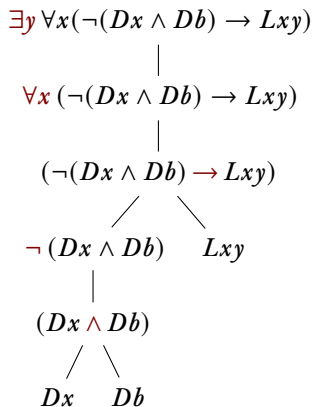 ∃y ∀x(¬(Dx ∧ Db) → Lxy)
∀x (¬(Dx ∧ Db) → Lxy)
(¬(Dx ∧ Db) → Lxy)
¬ (Dx ∧ Db) Lxy
(Dx ∧ Db)
Dx Db